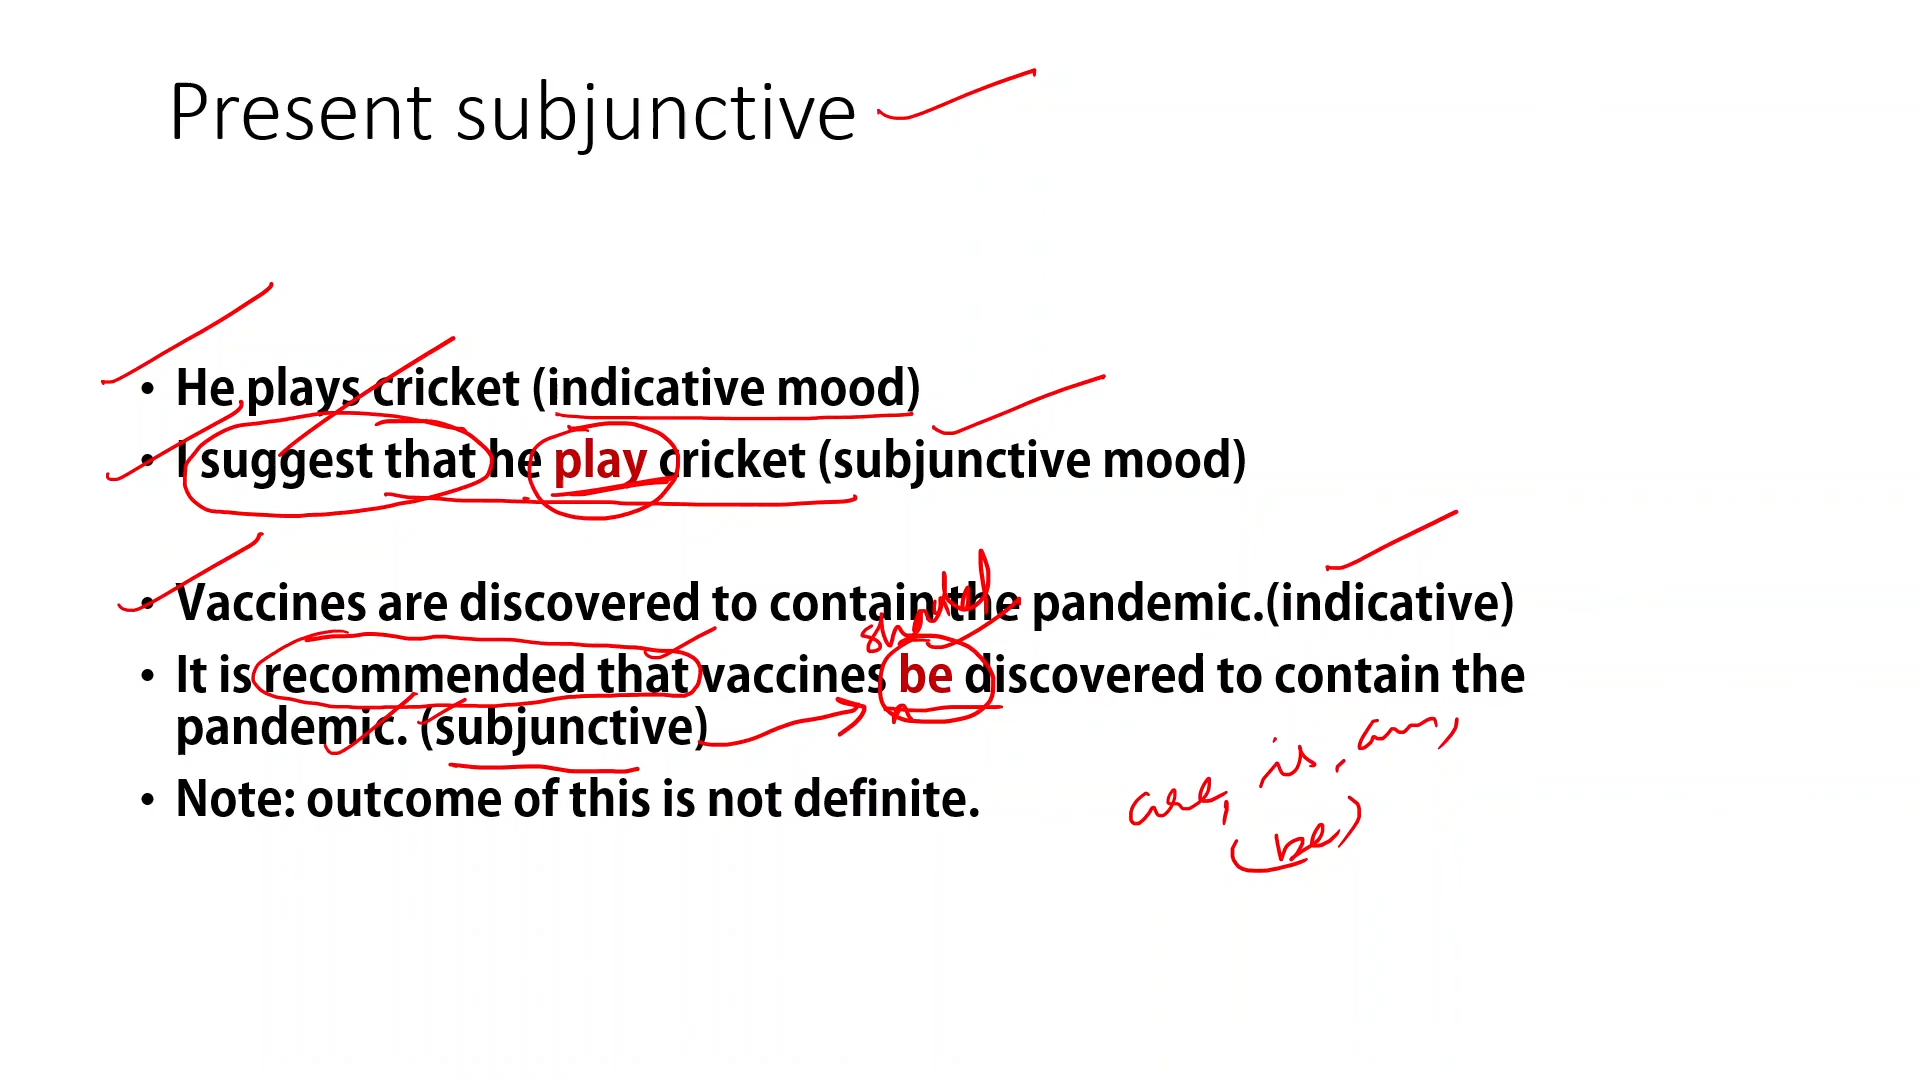 Present subjunctive
• He plays cricket (indicative mood)
• I suggest that he play cricket (subjunctive mood)
• Vaccines are discovered to contain the pandemic.(indicative)
should
• It is recommended that vaccines be discovered to contain the
pandemic. (subjunctive)
are, is, am,
(be)
• Note: outcome of this is not definite.